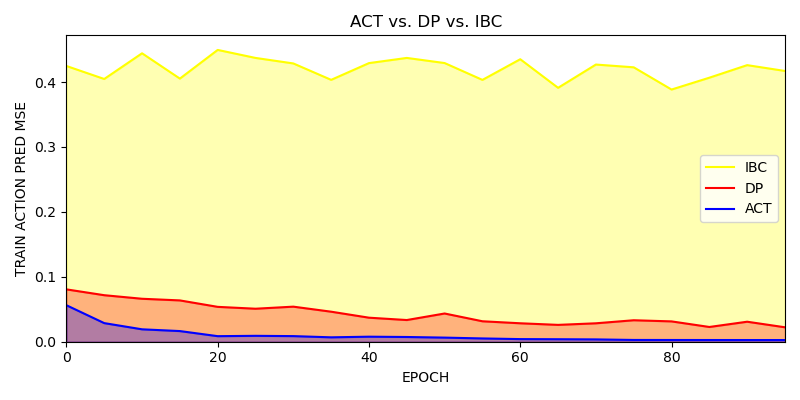 ACT vs. DP vs. IBC
TRAIN ACTION PRED MSE
0.4
0.3
0.2
0.1
0.0
IBC
DP
ACT
0 20 40 60 80
EPOCH